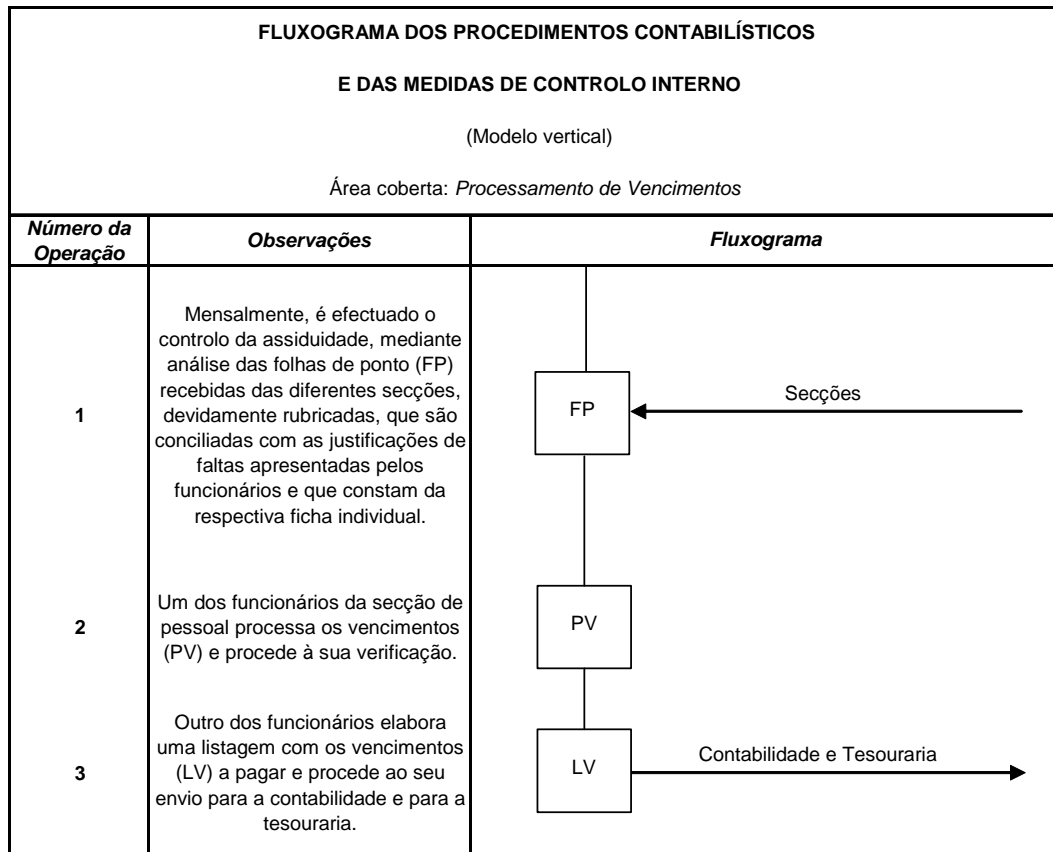 FLUXOGRAMA DOS PROCEDIMENTOS CONTABILÍSTICOS
E DAS MEDIDAS DE CONTROLO INTERNO
(Modelo vertical)
Área coberta: Processamento de Vencimentos
Número da
Operação
Observações
Fluxograma
1
Mensalmente, é efectuado o
controlo da assiduidade, mediante
análise das folhas de ponto (FP)
recebidas das diferentes secções,
devidamente rubricadas, que são
conciliadas com as justificações de
faltas apresentadas pelos
funcionários e que constam da
respectiva ficha individual.
FP
Secções
2
Um dos funcionários da secção de
pessoal processa os vencimentos
(PV) e procede à sua verificação.
PV
3
Outro dos funcionários elabora
uma listagem com os vencimentos
(LV) a pagar e procede ao seu
envio para a contabilidade e para a
tesouraria.
LV
Contabilidade e Tesouraria